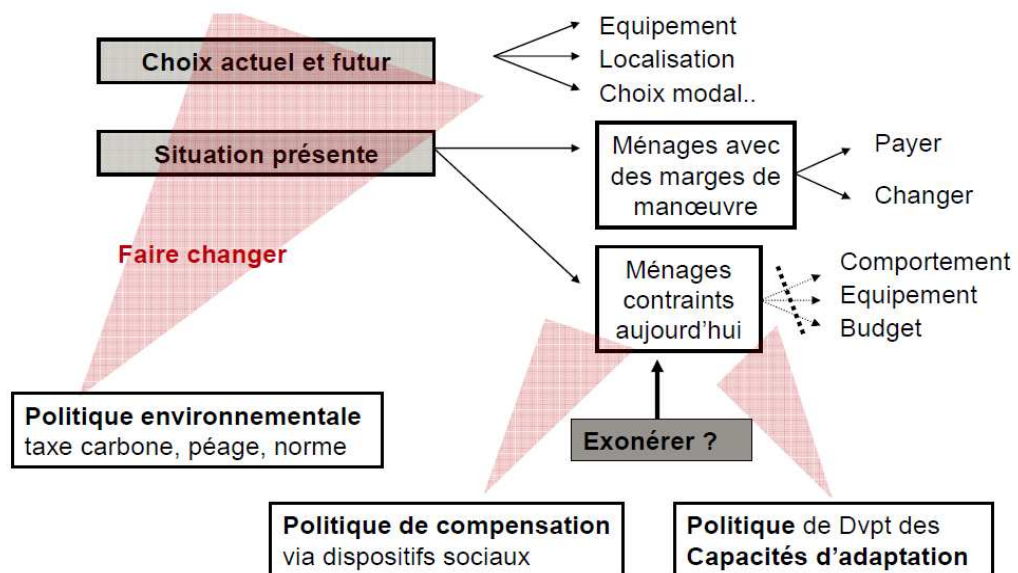 Choix actuel et futur
Equipement
Localisation
Choix modal..
Situation présente
Ménages avec
des marges de
manœuvre
Payer
Changer
Faire changer
Ménages
contraints
aujourd'hui
Comportement
Equipement
Budget
Politique environnementale
taxe carbone, péage, norme
Exonérer ?
Politique de compensation
via dispositifs sociaux
Politique de Dvpt des
Capacités d'adaptation